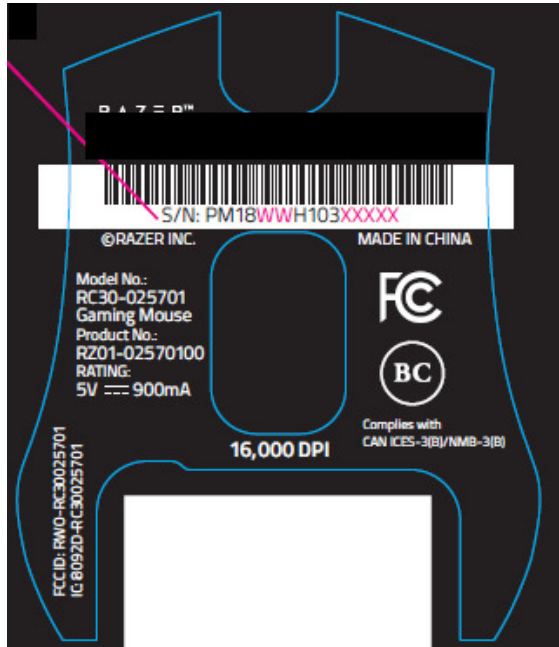 RAZER™
S/N: PM18WWH103XXXXX
©RAZER INC.
MADE IN CHINA
Model No.:
RC30-025701
Gaming Mouse
Product No.:
RZ01-02570100
RATING:
5V ⎓ 900mA
FC
BC
Complies with
CAN ICES-3(B)/NMB-3(B)
16,000 DPI
FCC ID: RWO-RC30025701
IC 8092D-RC30025701